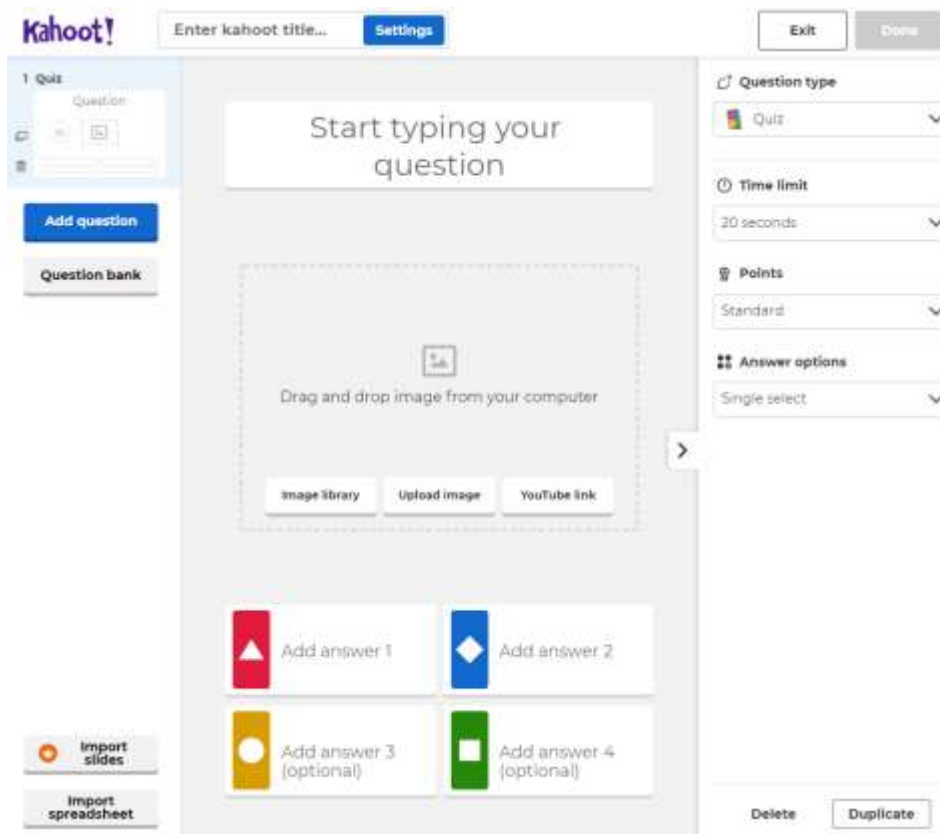 Kahoot!
Enter kahoot title...
Settings
Exit
Done
1 Quiz
Question
Add question
Question bank
Import
slides
Import
spreadsheet
Start typing your
question
Drag and drop image from your computer
Image library
Upload image
YouTube link
Add answer 1
Add answer 2
Add answer 3
(optional)
Add answer 4
(optional)
Question type
Quiz
Time limit
20 seconds
Points
Standard
Answer options
Single select
Delete
Duplicate